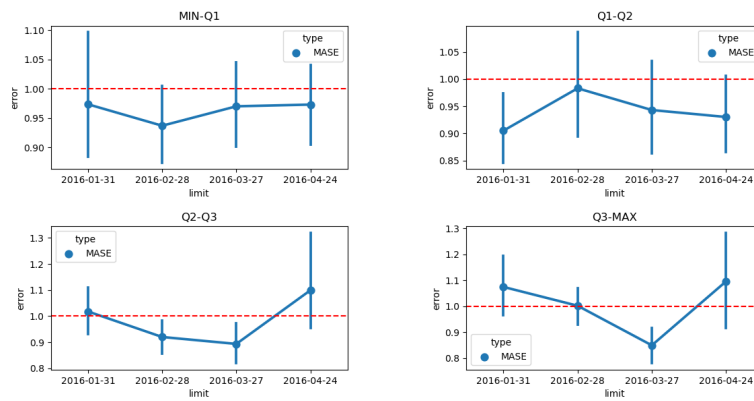 MIN-Q1
error
1.10
1.05
1.00
0.95
0.90
type
MASE
2016-01-31 2016-02-28 2016-03-27 2016-04-24
limit
Q1-Q2
error
1.05
1.00
0.95
0.90
0.85
type
MASE
2016-01-31 2016-02-28 2016-03-27 2016-04-24
limit
Q2-Q3
error
1.3
1.2
1.1
1.0
0.9
0.8
type
MASE
2016-01-31 2016-02-28 2016-03-27 2016-04-24
limit
Q3-MAX
error
1.3
1.2
1.1
1.0
0.9
0.8
type
MASE
2016-01-31 2016-02-28 2016-03-27 2016-04-24
limit